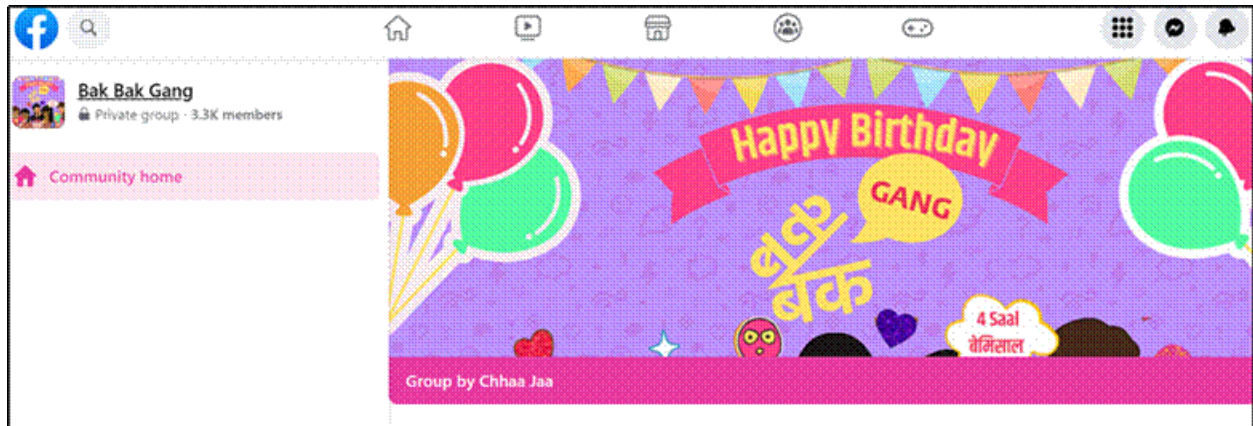 Bak Bak Gang
Private group · 3.3K members
Community home
Happy Birthday
बक
बक
GANG
4 Saal
बेमिसाल
Group by Chhaa Jaa